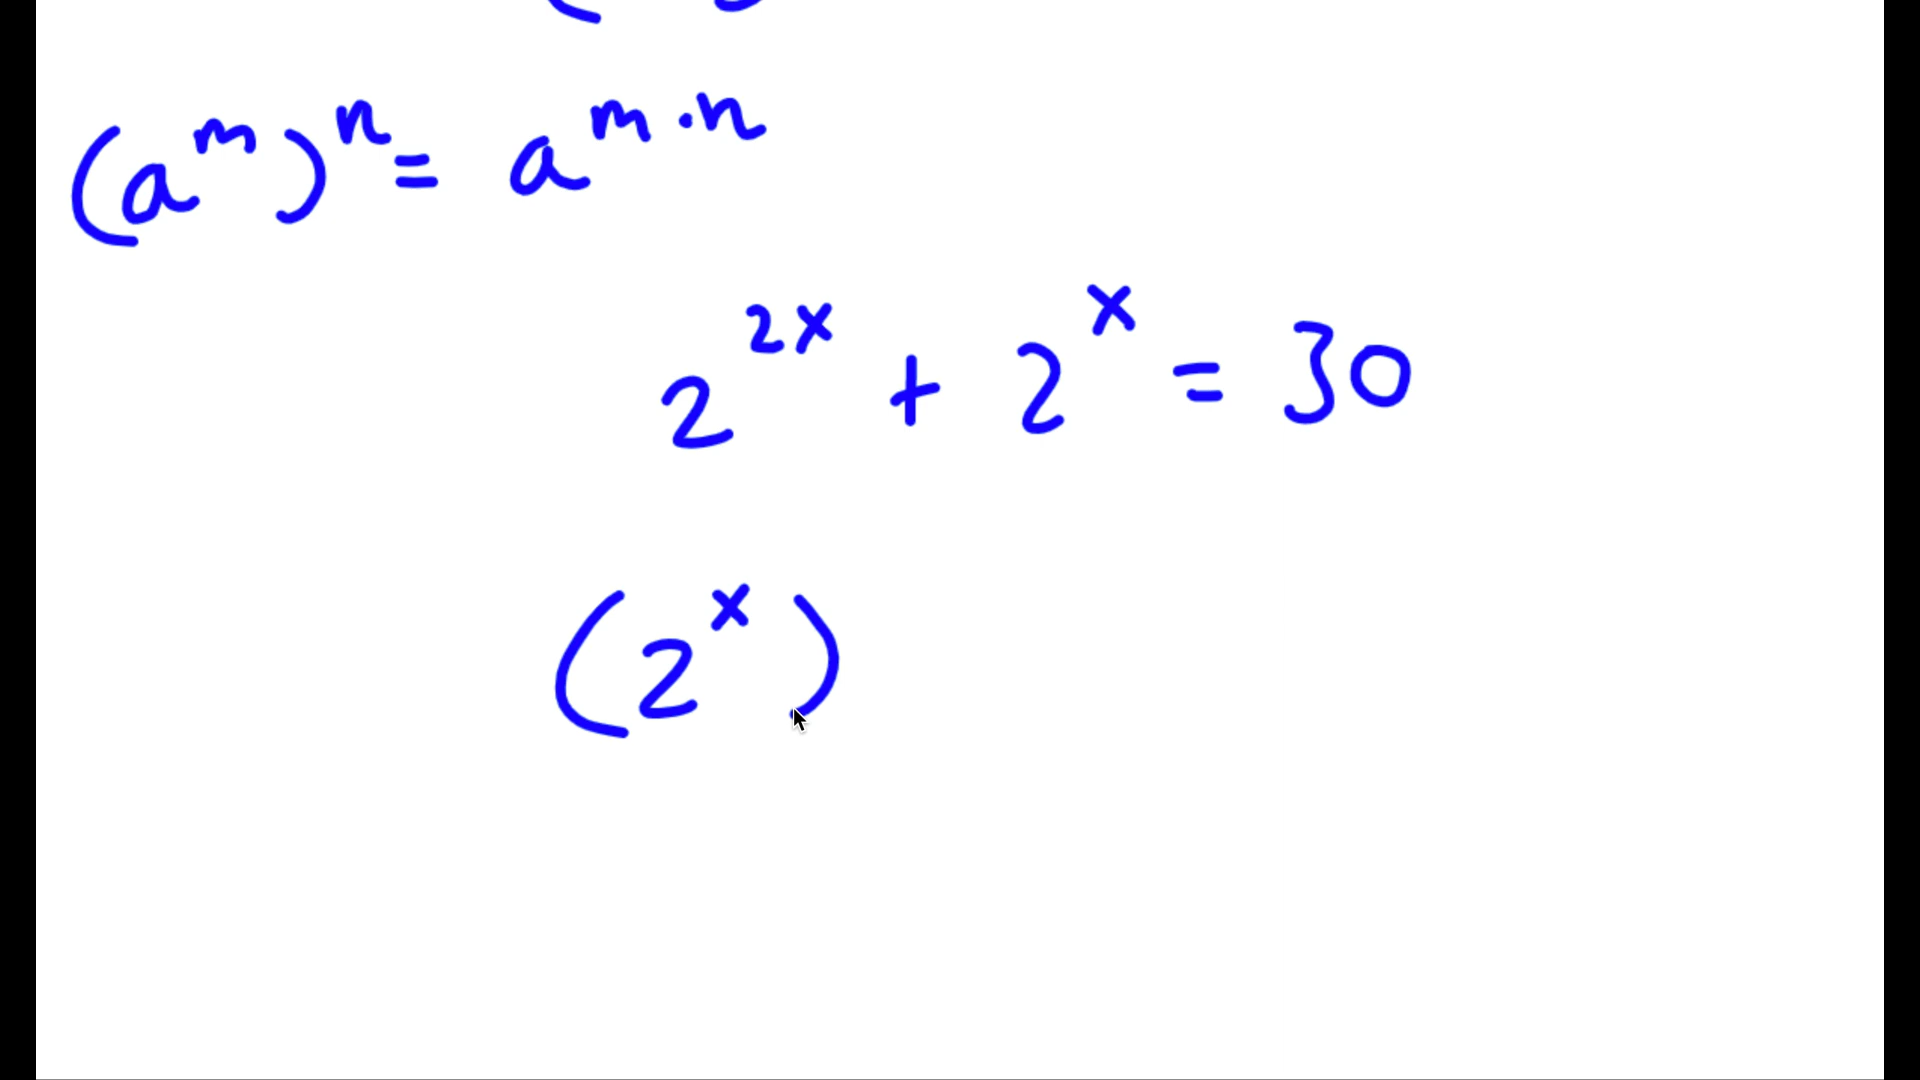 (a^m)^n = a^{m·n}
2^{2x} + 2^x = 30
(2^x)